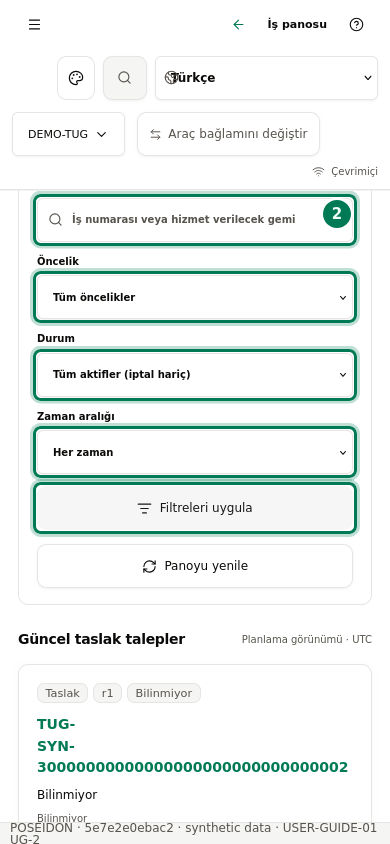 İş panosu
Türkçe
DEMO-TUG
Araç bağlamını değiştir
Çevrimiçi
İş numarası veya hizmet verilecek gemi
2
Öncelik
Tüm öncelikler
Durum
Tüm aktifler (iptal hariç)
Zaman aralığı
Her zaman
Filtreleri uygula
Panoyu yenile
Güncel taslak talepler
Planlama görünümü · UTC
Taslak r1 Bilinmiyor
TUG-
SYN-
30000000000000000000000000000002
Bilinmiyor
Bilinmiyor
POSEIDON · 5e7e2e0ebac2 · synthetic data · USER-GUIDE-01
UG-2